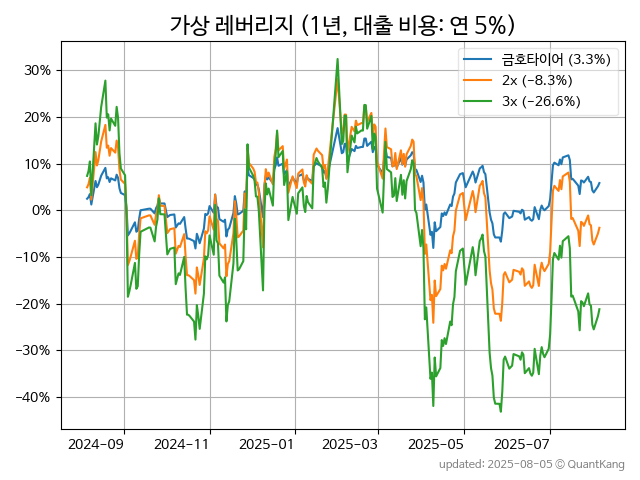 가상 레버리지 (1년, 대출 비용: 연 5%)
금호타이어 (3.3%)
2x (−8.3%)
3x (−26.6%)
30%
20%
10%
0%
−10%
−20%
−30%
−40%
2024-09
2024-11
2025-01
2025-03
2025-05
2025-07
updated: 2025-08-05 © QuantKang